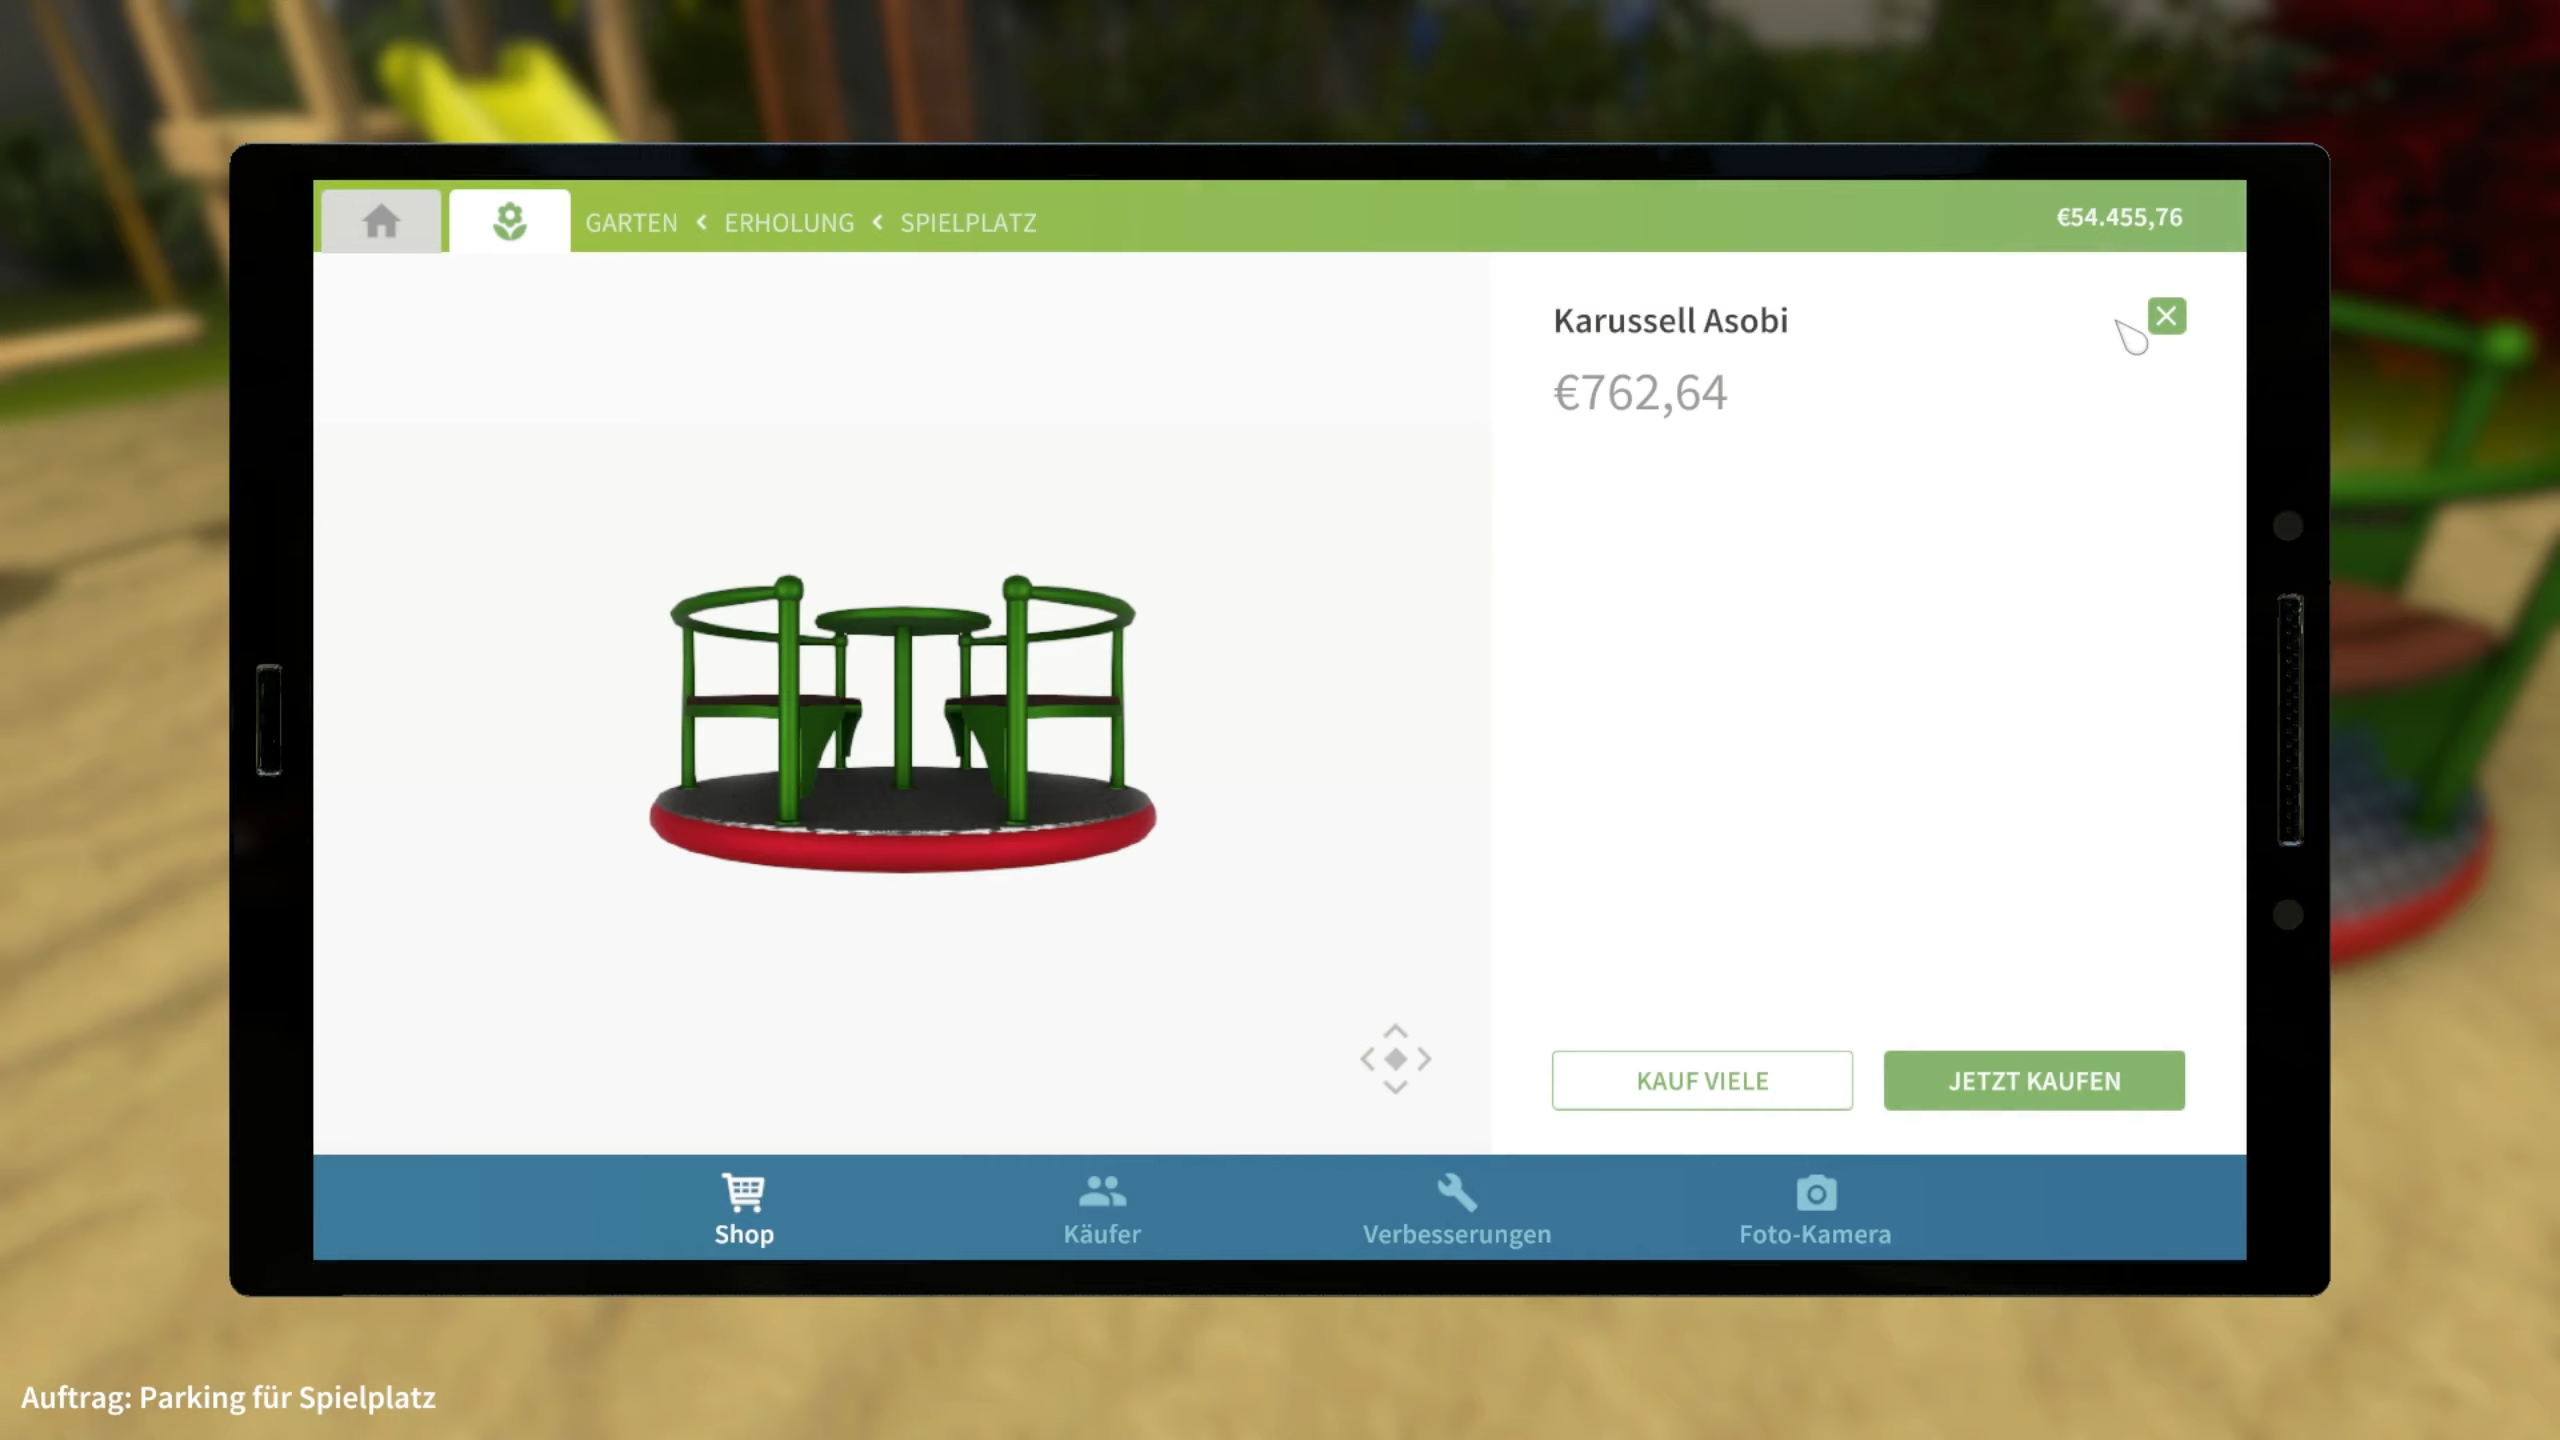 GARTEN < ERHOLUNG < SPIELPLATZ
€54.455,76
Karussell Asobi
€762,64
KAUF VIELE
JETZT KAUFEN
Shop
Käufer
Verbesserungen
Foto-Kamera
Auftrag: Parking für Spielplatz